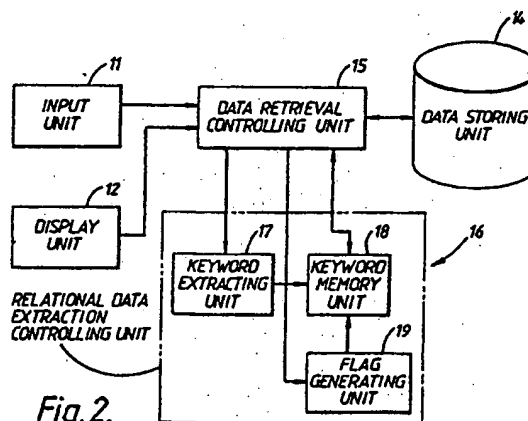 14
11
15
INPUT
UNIT
DATA RETRIEVAL
CONTROLLING UNIT
DATA STORING
UNIT
12
DISPLAY
UNIT
17
18
16
KEYWORD
EXTRACTING
UNIT
KEYWORD
MEMORY
UNIT
RELATIONAL DATA
EXTRACTION
CONTROLLING UNIT
19
FLAG
GENERATING
UNIT
Fig.2.